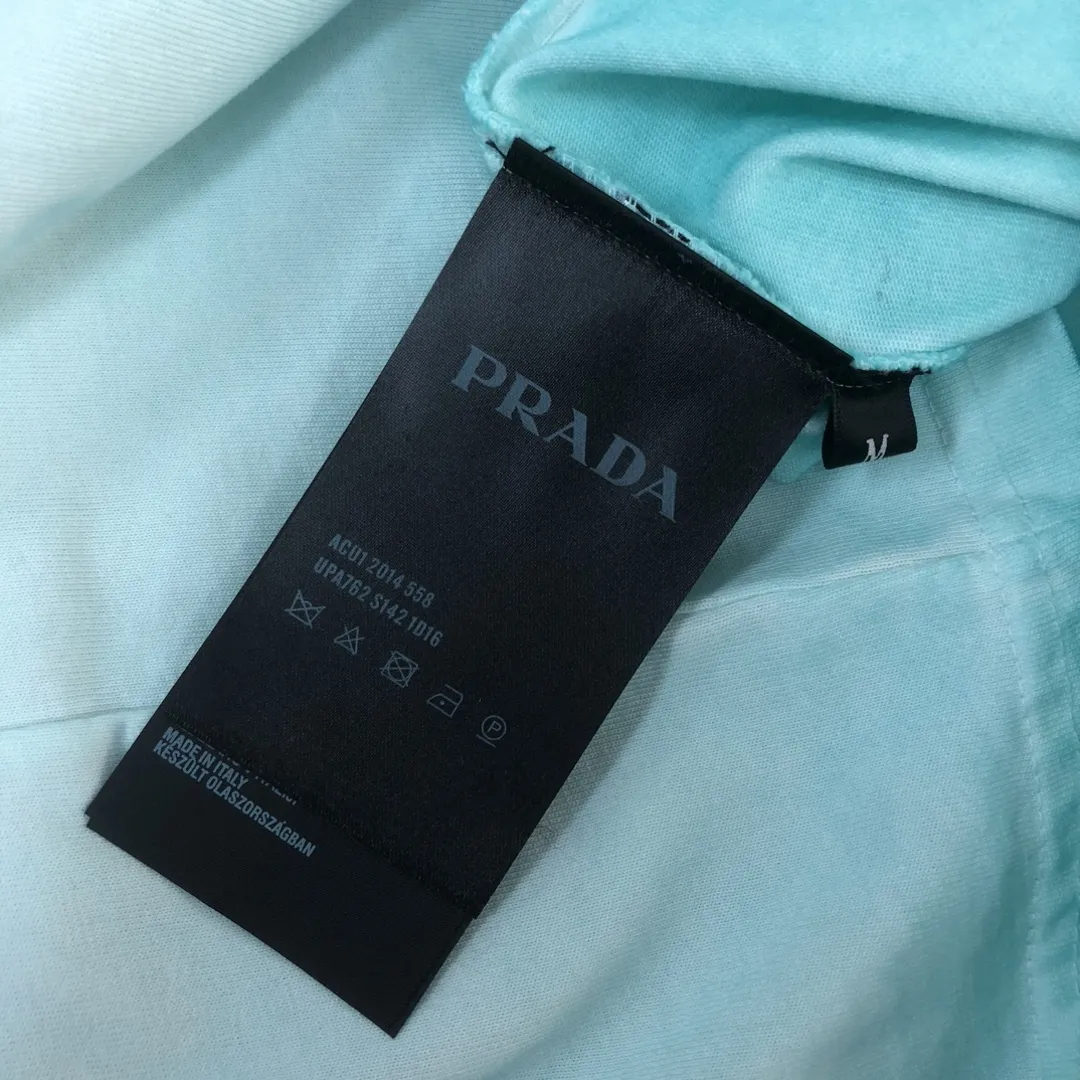 PRADA
M
ACU1 2014 558
UPA762 S142 1D16
P
MADE IN ITALY
KÉSZÜLT OLASZORSZÁGBAN